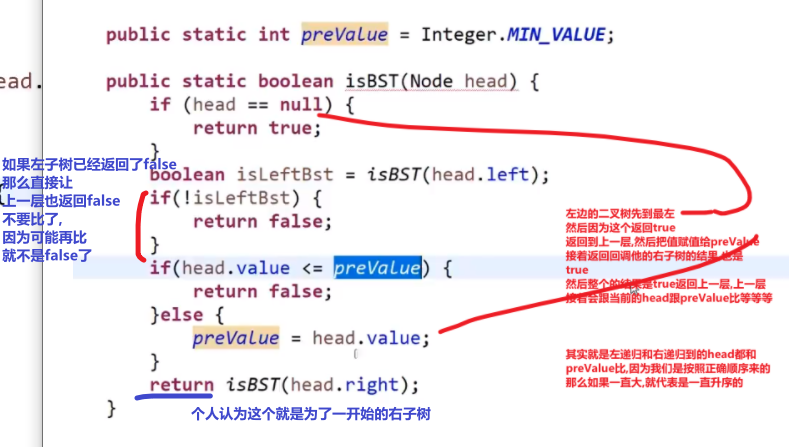 public static int preValue = Integer.MIN_VALUE;
ead.
public static boolean isBST(Node head) {
if (head == null) {
return true;
}
boolean isLeftBst = isBST(head.left);
if(!isLeftBst) {
return false;
}
if(head.value <= preValue) {
return false;
}else {
preValue = head.value;
}
return isBST(head.right);
}
如果左子树已经返回了false
那么直接让
上一层也返回false
不要比了,
因为可能再比
就不是false了
左边的二叉树先到最左
然后因为这个返回true
返回到上一层,然后把值赋值给preValue
接着返回回调他的右子树的结果,也是
true
然后整个的结果是true返回上一层,上一层
接着会跟当前的head跟preValue比等等等
其实就是左递归和右递归到的head都和
preValue比,因为我们是按照正确顺序来的
那么如果一直大,就代表是一直升序的
个人认为这个就是为了一开始的右子树